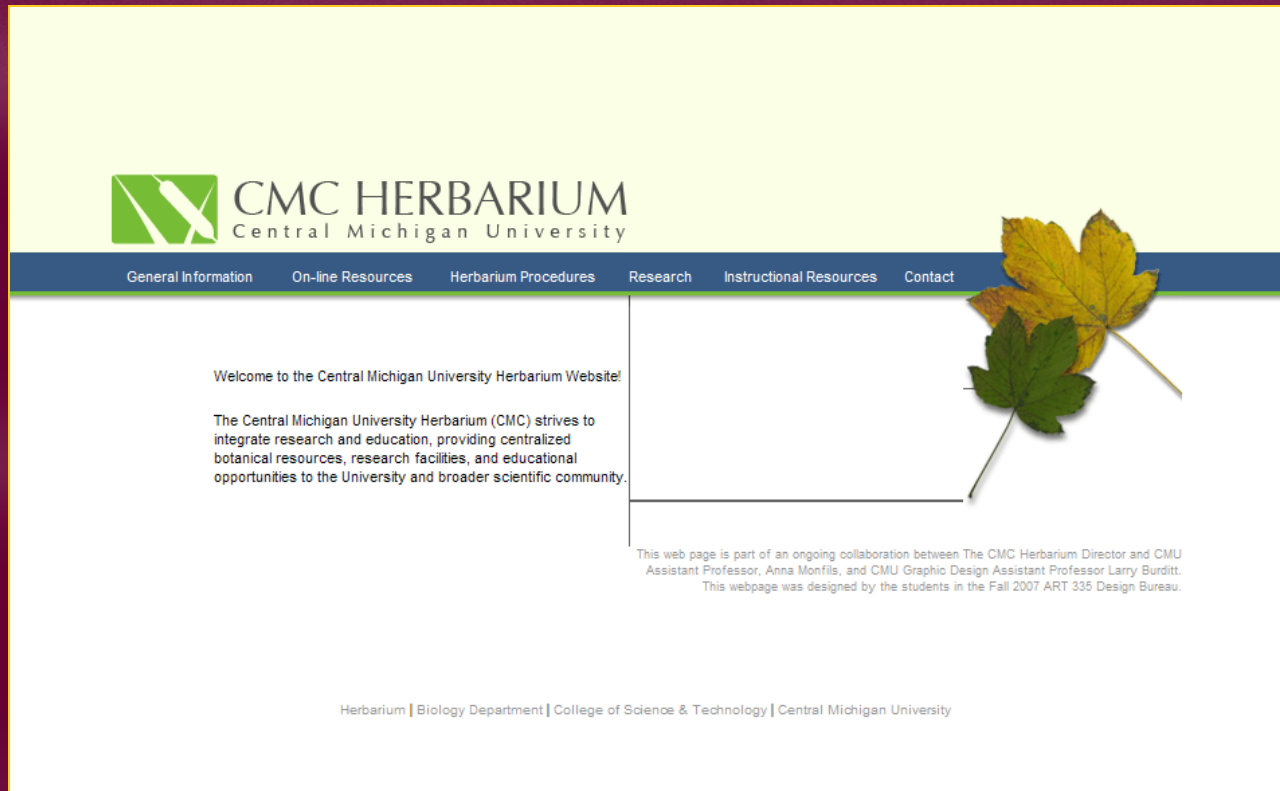 CMC HERBARIUM
Central Michigan University
General Information On-line Resources Herbarium Procedures Research Instructional Resources Contact
Welcome to the Central Michigan University Herbarium Website!
The Central Michigan University Herbarium (CMC) strives to
integrate research and education, providing centralized
botanical resources, research facilities, and educational
opportunities to the University and broader scientific community.
This web page is part of an ongoing collaboration between The CMC Herbarium Director and CMU
Assistant Professor, Anna Monfils, and CMU Graphic Design Assistant Professor Larry Burditt.
This webpage was designed by the students in the Fall 2007 ART 335 Design Bureau.
Herbarium | Biology Department | College of Science & Technology | Central Michigan University